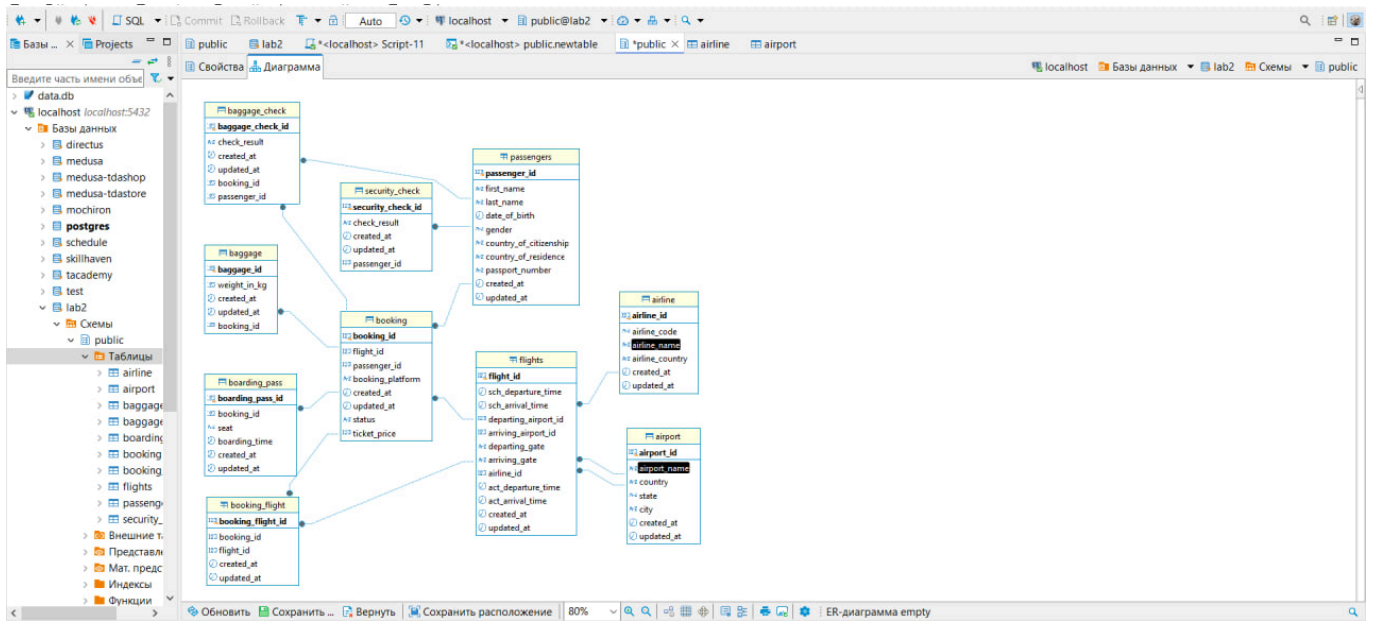 SQL Commit Rollback Auto localhost public@lab2
Базы ... Projects public lab2 *<localhost> Script-11 *<localhost> public.newtable *public airline airport
Свойства Диаграмма localhost Базы данных lab2 Схемы public
Введите часть имени объе
data.db
localhost localhost:5432
Базы данных
directus
medusa
medusa-tdashop
medusa-tdastore
mochiron
postgres
schedule
skillhaven
tacademy
test
lab2
Схемы
public
Таблицы
airline
airport
baggage
baggage
boarding
booking
booking_
flights
passenge
security_
Внешние т
Представле
Мат. предс
Индексы
Функции
baggage_check
baggage_check_id
check_result
created_at
updated_at
booking_id
passenger_id
security_check
security_check_id
check_result
created_at
updated_at
passenger_id
passengers
passenger_id
first_name
last_name
date_of_birth
gender
country_of_citizenship
country_of_residence
passport_number
created_at
updated_at
baggage
baggage_id
weight_in_kg
created_at
updated_at
booking_id
booking
booking_id
flight_id
passenger_id
booking_platform
created_at
updated_at
status
ticket_price
airline
airline_id
airline_code
airline_name
airline_country
created_at
updated_at
flights
flight_id
sch_departure_time
sch_arrival_time
departing_airport_id
arriving_airport_id
departing_gate
arriving_gate
airline_id
act_departure_time
act_arrival_time
created_at
updated_at
boarding_pass
boarding_pass_id
booking_id
seat
boarding_time
created_at
updated_at
airport
airport_id
airport_name
country
state
city
created_at
updated_at
booking_flight
booking_flight_id
booking_id
flight_id
created_at
updated_at
Обновить Сохранить ... Вернуть Сохранить расположение 80% ER-диаграмма empty